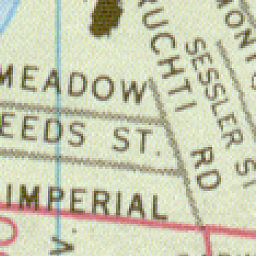 MEADOW
RUCHTI RD
SESSLER ST
EEDS ST.
IMPERIAL
V.